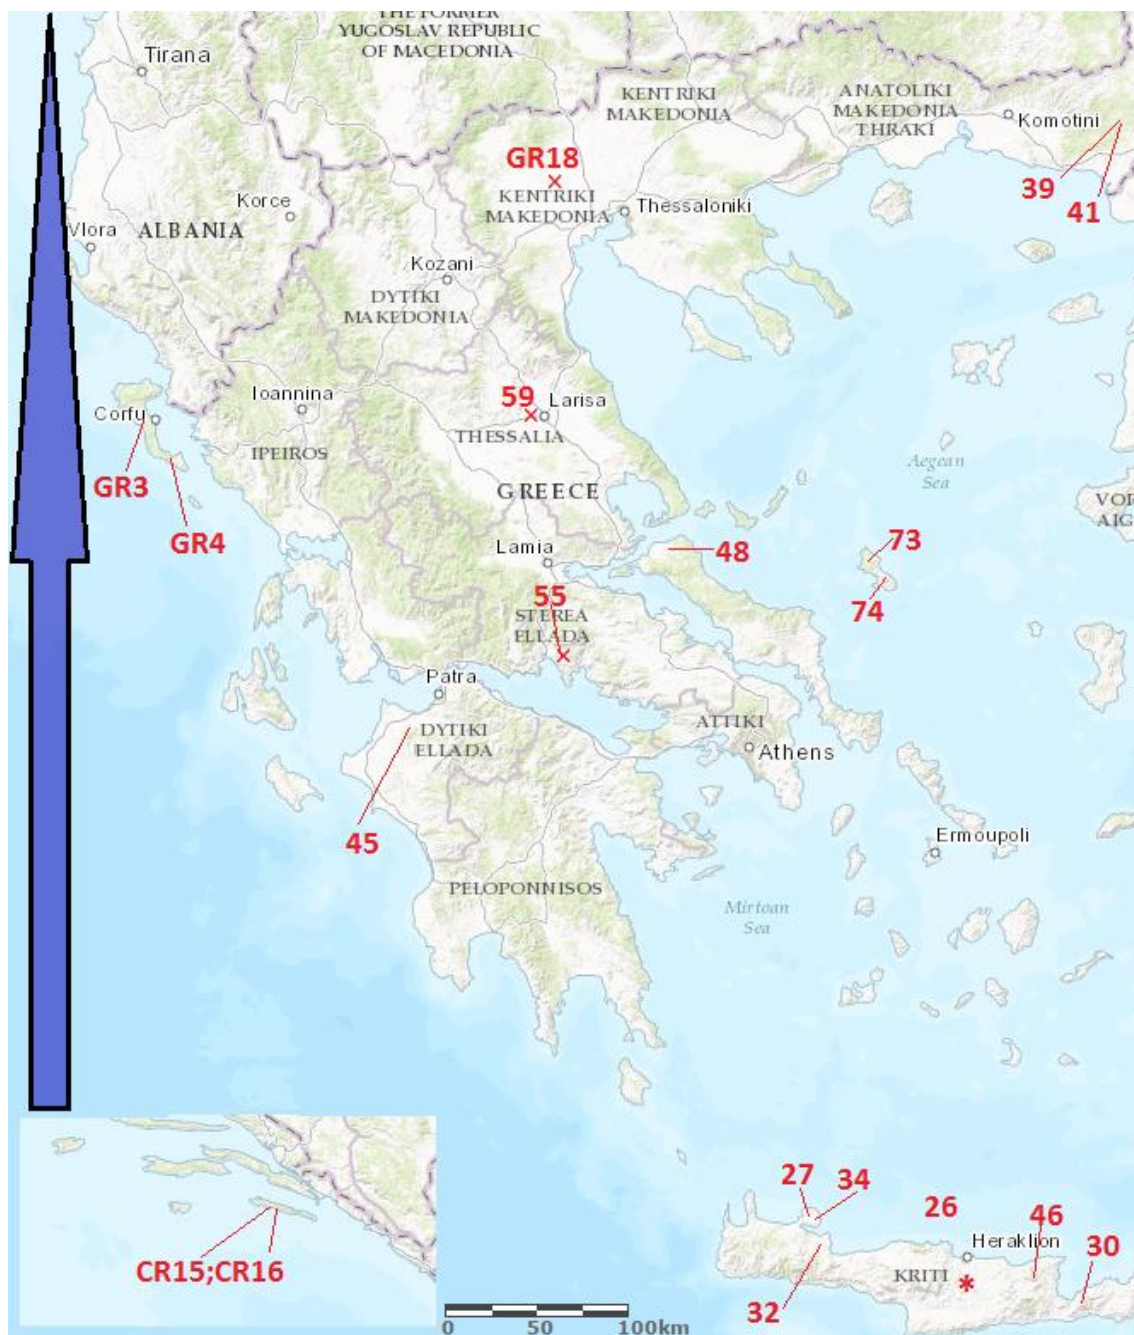 THE FORMER
YUGOSLAV REPUBLIC
OF MACEDONIA
Tirana
KENTRIKI
MAKEDONIA
ANATOLIKI
MAKEDONIA
THRAKI
Komotini
GR18
KENTRIKI
MAKEDONIA
Thessaloniki
39
41
Korce
Vlora
ALBANIA
Kozani
DYTIKI
MAKEDONIA
Ioannina
Corfu
59
Larisa
THESSALIA
IPEIROS
GR3
GREECE
Aegean
Sea
VOR
AIG
GR4
Lamia
48
73
74
55
STEREA
ELLADA
Patra
DYTIKI
ELLADA
ATTIKI
Athens
45
Ermoupoli
PELOPONNISOS
Mirtoan
Sea
CR15;CR16
27
34
26
46
Heraklion
30
KRITI
*
32
0 50 100km